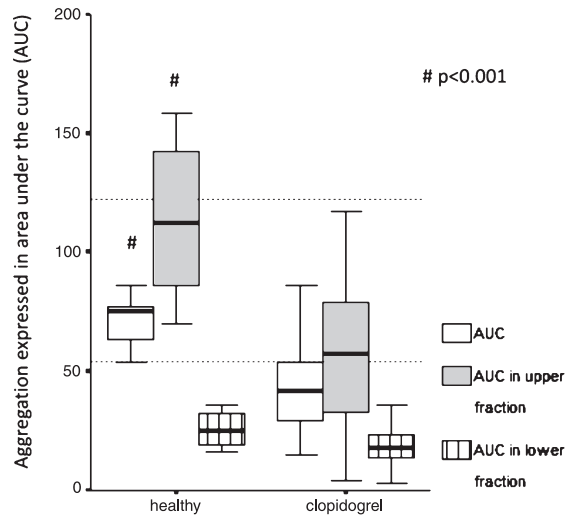 Aggregation expressed in area under the curve (AUC)
200
150
100
50
0
#
#
# p<0.001
healthy
clopidogrel
AUC
AUC in upper
fraction
AUC in lower
fraction